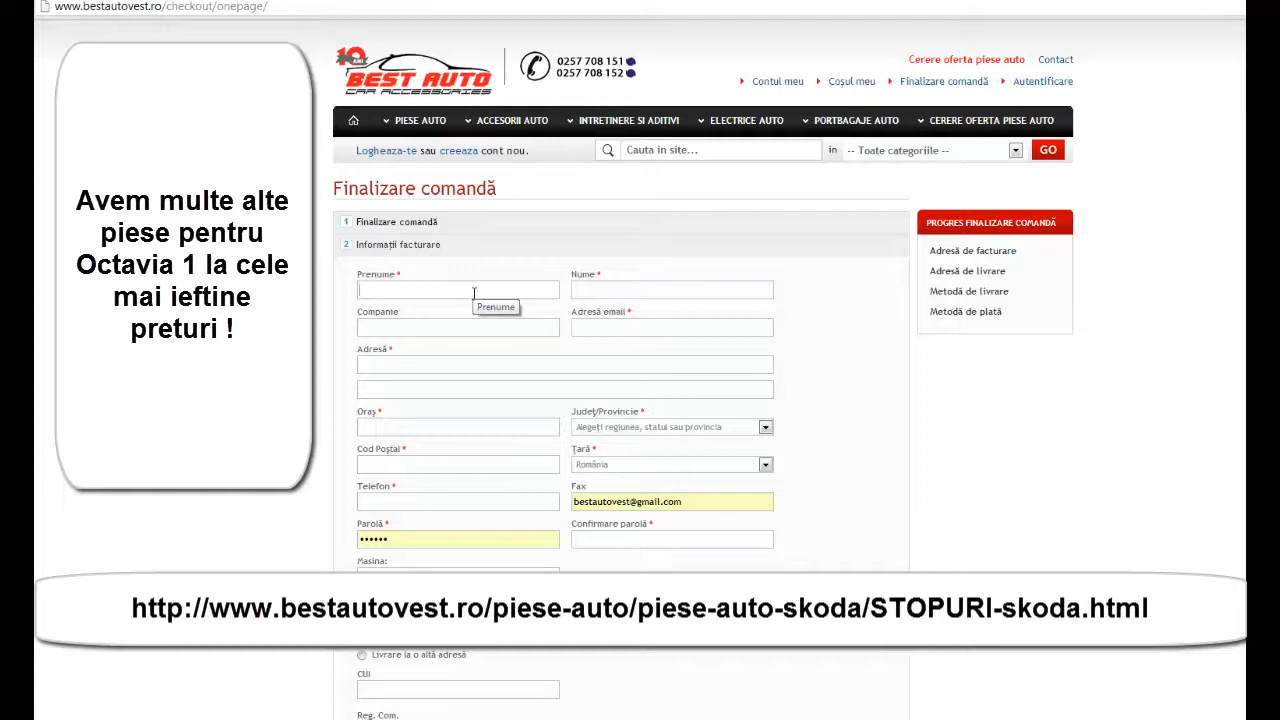 www.bestautovest.ro/checkout/onepage/
Avem multe alte
piese pentru
Octavia 1 la cele
mai ieftine
preturi !
10 ANI
BEST AUTO
CAR ACCESSORIES
0257 708 151
0257 708 152
Cerere oferta piese auto
Contact
Contul meu
Coșul meu
Finalizare comandă
Autentificare
PIESE AUTO
ACCESORII AUTO
INTRETINERE SI ADITIVI
ELECTRICE AUTO
PORTBAGAJE AUTO
CERERE OFERTA PIESE AUTO
Logheaza-te sau creeaza cont nou.
Cauta in site...
in
-- Toate categoriile --
GO
Finalizare comandă
1 Finalizare comandă
2 Informații facturare
Prenume *
Nume *
Prenume
Companie
Adresă email *
Adresă *
Oraş *
Județ/Provincie *
Alegeți regiunea, statul sau provincia
Cod Poștal *
Țară *
România
Telefon *
Fax
bestautovest@gmail.com
Parolă *
••••••
Confirmare parolă *
Masina:
http://www.bestautovest.ro/piese-auto/piese-auto-skoda/STOPURI-skoda.html
Livrare la o altă adresă
CUI
Reg. Com.
PROGRES FINALIZARE COMANDĂ
Adresă de facturare
Adresă de livrare
Metodă de livrare
Metodă de plată